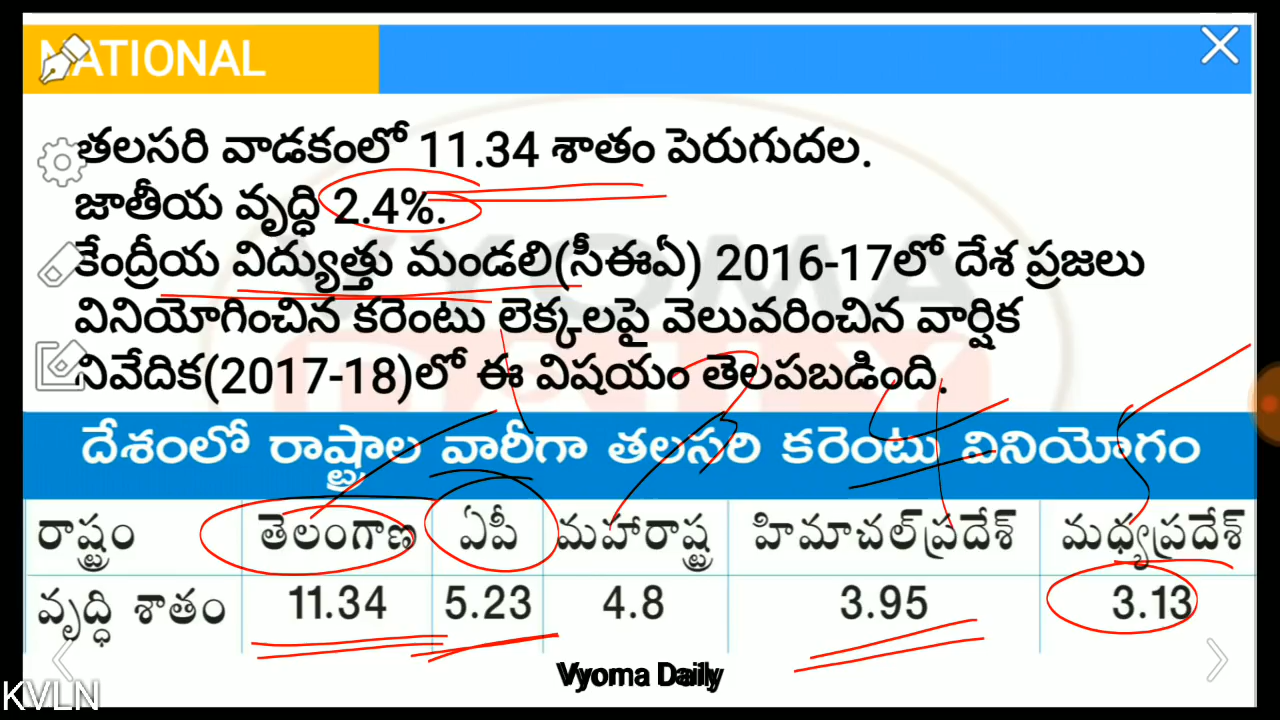 NATIONAL
తలసరి వాడకంలో 11.34 శాతం పెరుగుదల.
జాతీయ వృద్ధి 2.4%.
కేంద్రీయ విద్యుత్తు మండలి(సీఈఏ) 2016-17లో దేశ ప్రజలు
వినియోగించిన కరెంటు లెక్కలపై వెలువరించిన వార్షిక
నివేదిక(2017-18)లో ఈ విషయం తెలపబడింది.
దేశంలో రాష్ట్రాల వారీగా తలసరి కరెంటు వినియోగం
రాష్ట్రం తెలంగాణ ఏపీ మహారాష్ట్ర హిమాచల్‌ప్రదేశ్ మధ్యప్రదేశ్
వృద్ధి శాతం 11.34 5.23 4.8 3.95 3.13
Vyoma Daily
KVLN